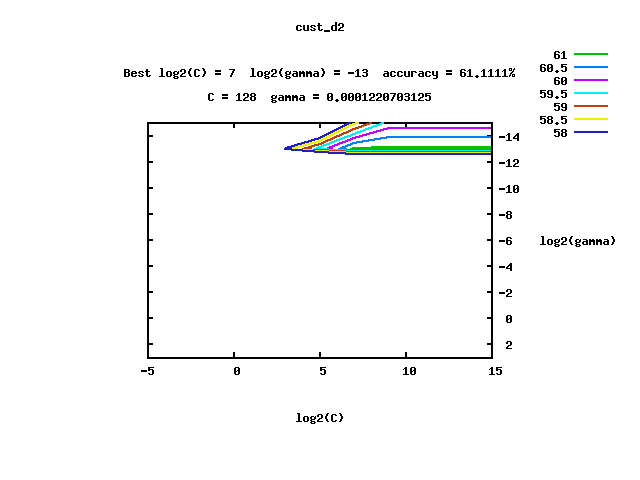 cust_d2
Best log2(C) = 7  log2(gamma) = -13  accuracy = 61.1111%
C = 128  gamma = 0.0001220703125
61
60.5
60
59.5
59
58.5
58
-14
-12
-10
-8
-6
-4
-2
0
2
log2(gamma)
-5 0 5 10 15
log2(C)